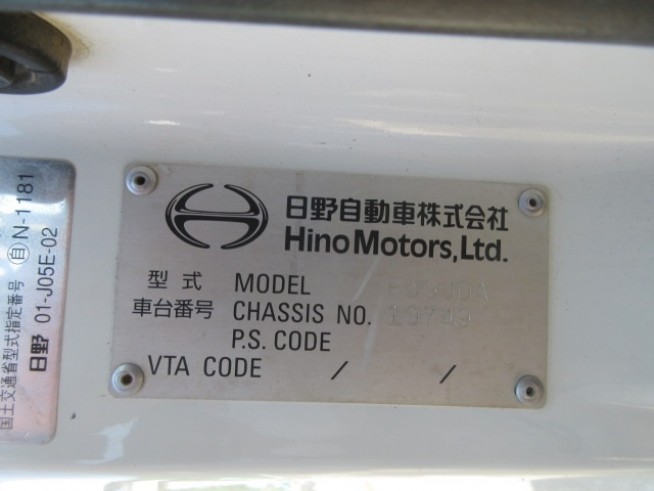 日野自動車株式会社
Hino Motors, Ltd.
型式 MODEL
車台番号 CHASSIS NO. 10749
P.S. CODE
VTA CODE / /
国土交通省型式指定番号 自 N-1181
日野 01-J05E-02